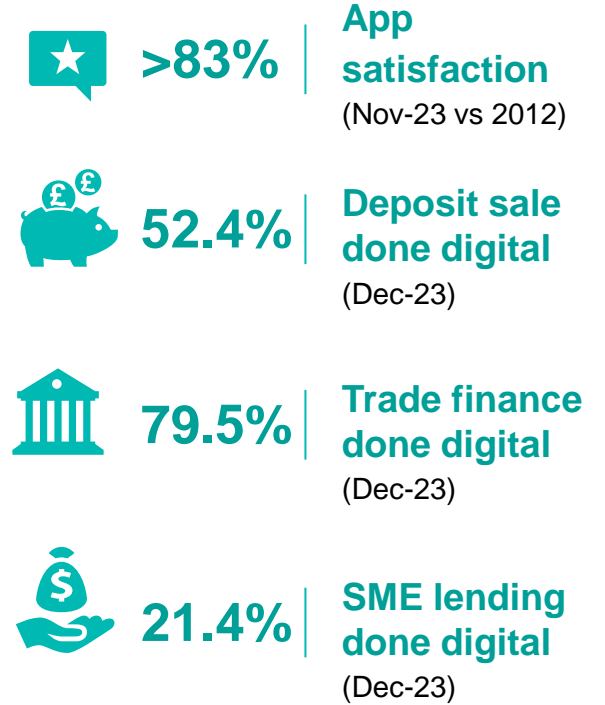 >83%
App
satisfaction
(Nov-23 vs 2012)
£ £
52.4%
Deposit sale
done digital
(Dec-23)
79.5%
Trade finance
done digital
(Dec-23)
$
21.4%
SME lending
done digital
(Dec-23)